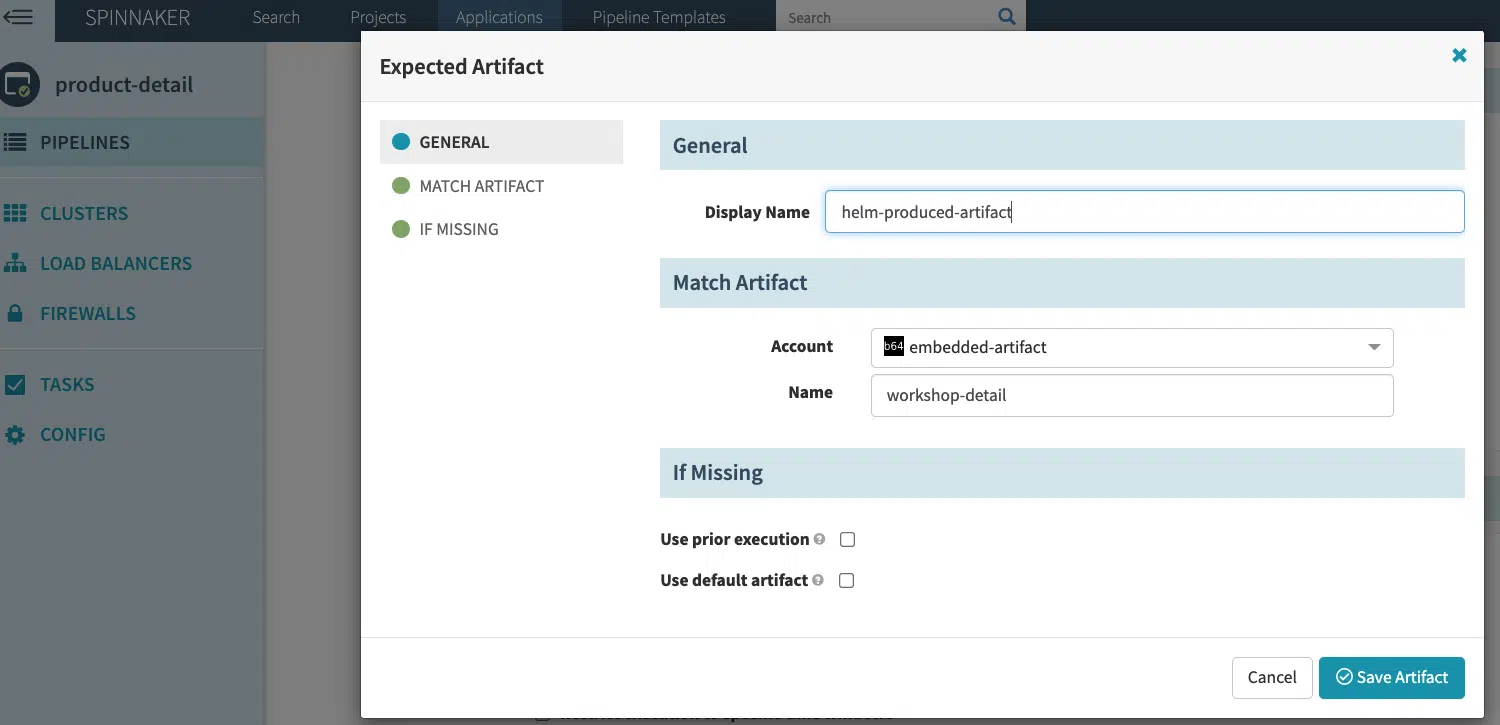 SPINNAKER Search Projects Applications Pipeline Templates Search
product-detail
PIPELINES
CLUSTERS
LOAD BALANCERS
FIREWALLS
TASKS
CONFIG
Expected Artifact
GENERAL
MATCH ARTIFACT
IF MISSING
General
Display Name helm-produced-artifact
Match Artifact
Account b64 embedded-artifact
Name workshop-detail
If Missing
Use prior execution ?
Use default artifact ?
Cancel Save Artifact